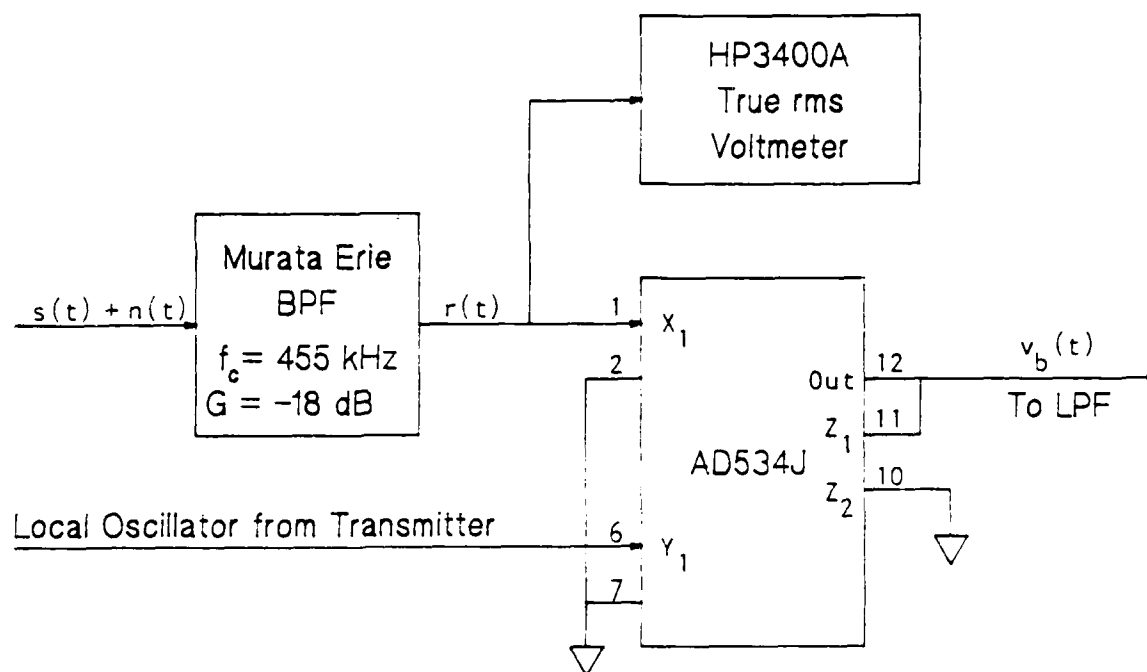 HP3400A
True rms
Voltmeter
Murata Erie
BPF
f_c = 455 kHz
G = -18 dB
s(t) + n(t)
r(t)
1
X_1
2
Out
12
v_b(t)
To LPF
Z_1
11
AD534J
Z_2
10
Local Oscillator from Transmitter
6
Y_1
7